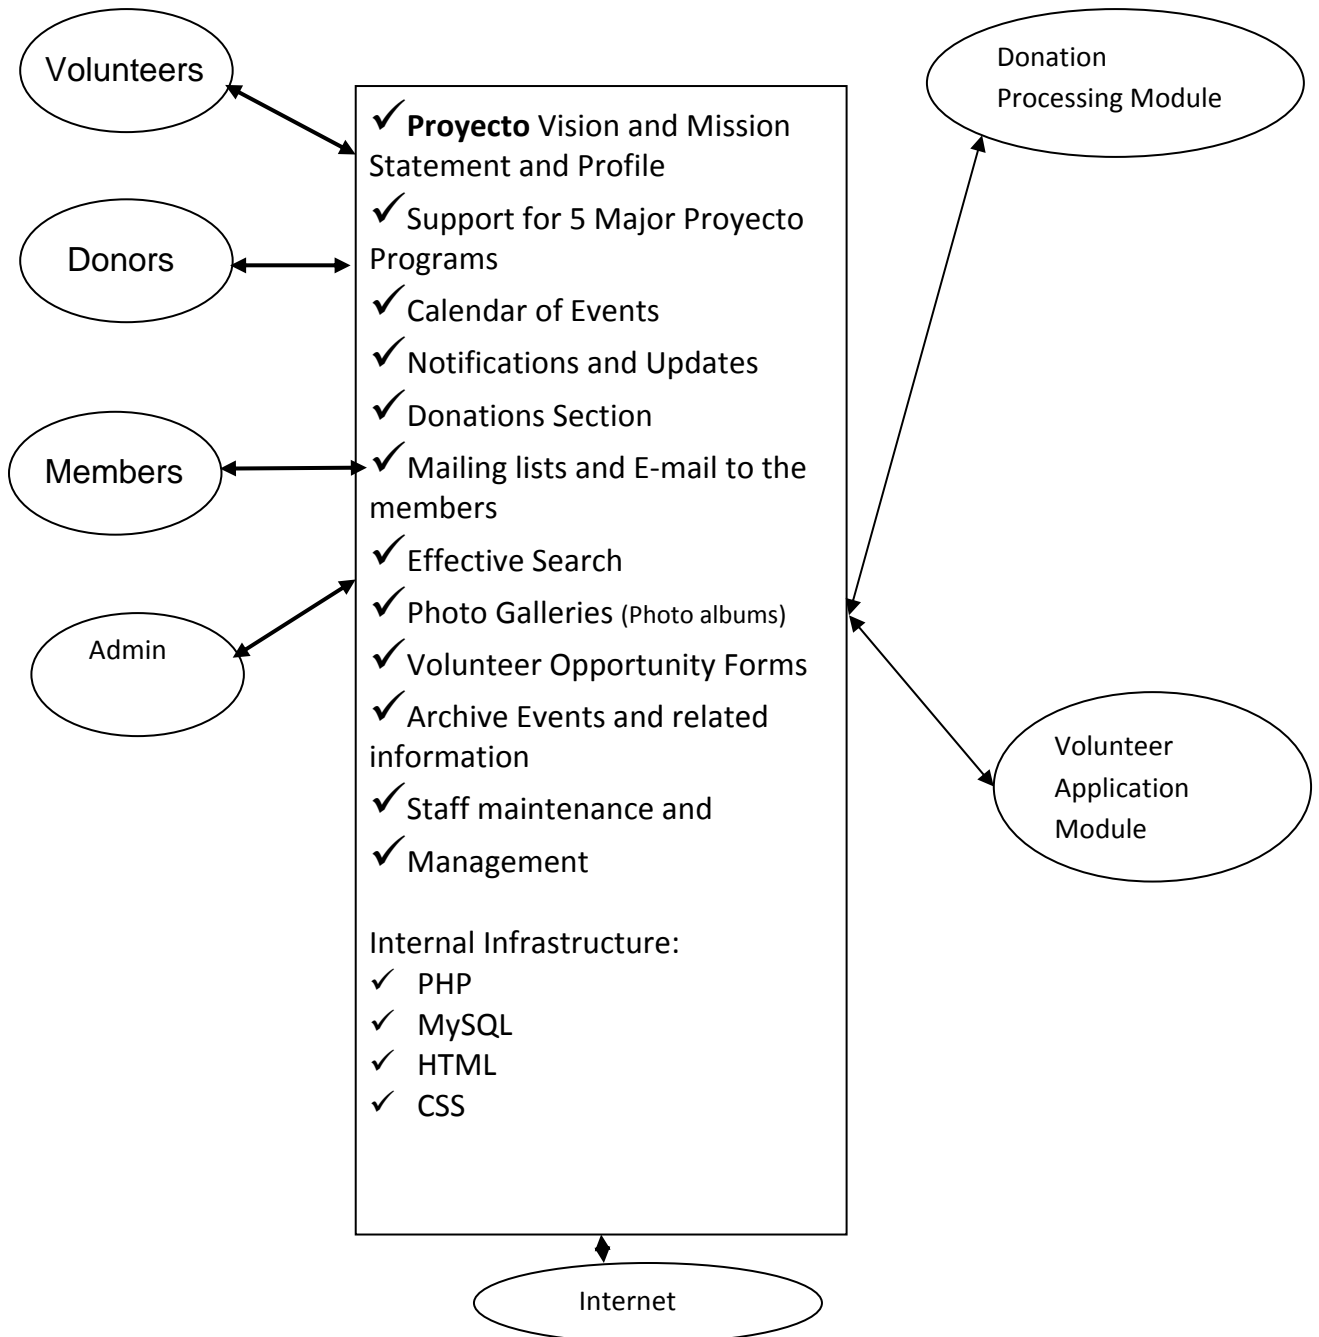 Volunteers
Donors
Members
Admin
✓Proyecto Vision and Mission
Statement and Profile
✓Support for 5 Major Proyecto
Programs
✓Calendar of Events
✓Notifications and Updates
✓Donations Section
✓Mailing lists and E-mail to the
members
✓Effective Search
✓Photo Galleries (Photo albums)
✓Volunteer Opportunity Forms
✓Archive Events and related
information
✓Staff maintenance and
✓Management
Internal Infrastructure:
✓ PHP
✓ MySQL
✓ HTML
✓ CSS
Donation
Processing Module
Volunteer
Application
Module
Internet